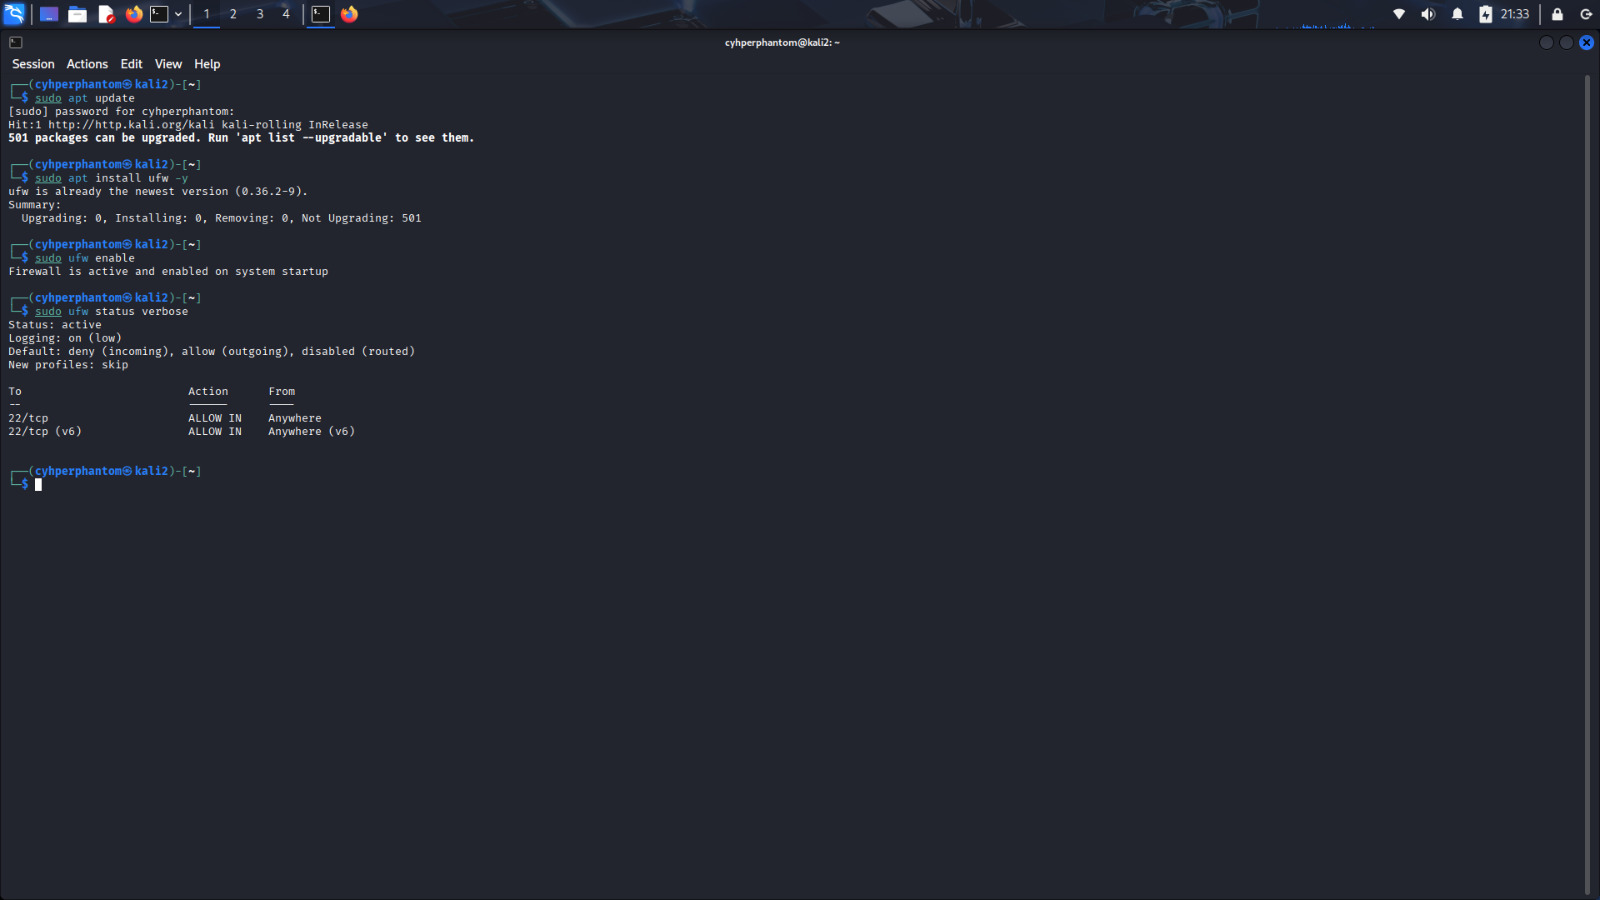 1 2 3 4 21:33
cyhperphantom@kali2: ~
Session Actions Edit View Help
┌──(cyhperphantom㉿kali2)-[~]
└─$ sudo apt update
[sudo] password for cyhperphantom:
Hit:1 http://http.kali.org/kali kali-rolling InRelease
501 packages can be upgraded. Run 'apt list --upgradable' to see them.
┌──(cyhperphantom㉿kali2)-[~]
└─$ sudo apt install ufw -y
ufw is already the newest version (0.36.2-9).
Summary:
Upgrading: 0, Installing: 0, Removing: 0, Not Upgrading: 501
┌──(cyhperphantom㉿kali2)-[~]
└─$ sudo ufw enable
Firewall is active and enabled on system startup
┌──(cyhperphantom㉿kali2)-[~]
└─$ sudo ufw status verbose
Status: active
Logging: on (low)
Default: deny (incoming), allow (outgoing), disabled (routed)
New profiles: skip
To Action From
-- ------ ----
22/tcp ALLOW IN Anywhere
22/tcp (v6) ALLOW IN Anywhere (v6)
┌──(cyhperphantom㉿kali2)-[~]
└─$